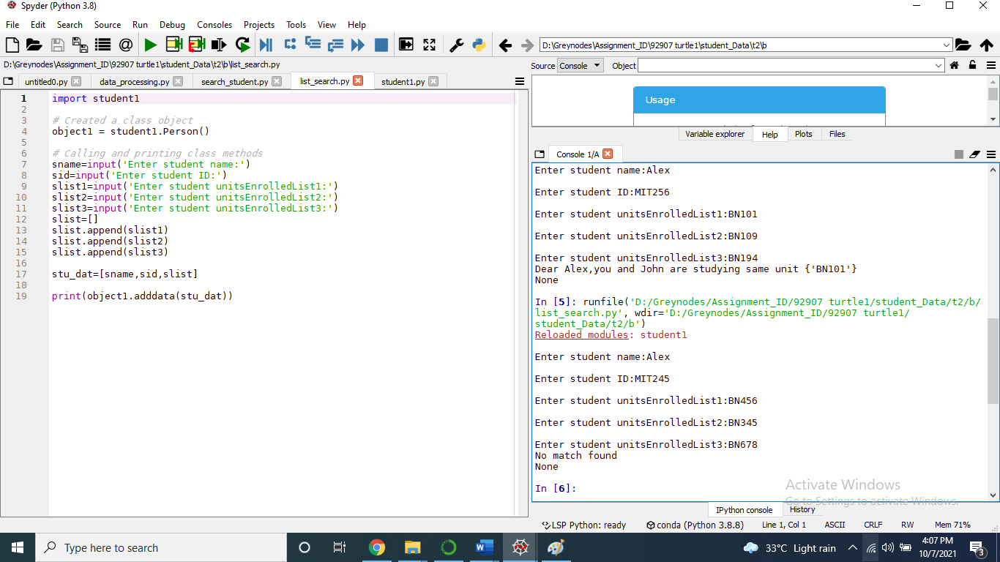 Spyder (Python 3.8)
File Edit Search Source Run Debug Consoles Projects Tools View Help
D:\Greynodes\Assignment_ID\92907 turtle1\student_Data\t2\b
D:\Greynodes\Assignment_ID\92907 turtle1\student_Data\t2\b\list_search.py
untitled0.py data_processing.py search_student.py list_search.py student1.py
1 import student1
2
3 # Created a class object
4 object1 = student1.Person()
5
6 # Calling and printing class methods
7 sname=input('Enter student name:')
8 sid=input('Enter student ID:')
9 slist1=input('Enter student unitsEnrolledList1:')
10 slist2=input('Enter student unitsEnrolledList2:')
11 slist3=input('Enter student unitsEnrolledList3:')
12 slist=[]
13 slist.append(slist1)
14 slist.append(slist2)
15 slist.append(slist3)
16
17 stu_dat=[sname,sid,slist]
18
19 print(object1.adddata(stu_dat))
Source Console Object
Usage
Variable explorer Help Plots Files
Console 1/A
Enter student name:Alex
Enter student ID:MIT256
Enter student unitsEnrolledList1:BN101
Enter student unitsEnrolledList2:BN109
Enter student unitsEnrolledList3:BN194
Dear Alex,you and John are studying same unit {'BN101'}
None
In [5]: runfile('D:/Greynodes/Assignment_ID/92907 turtle1/student_Data/t2/b/
list_search.py', wdir='D:/Greynodes/Assignment_ID/92907 turtle1/
student_Data/t2/b')
Reloaded modules: student1
Enter student name:Alex
Enter student ID:MIT245
Enter student unitsEnrolledList1:BN456
Enter student unitsEnrolledList2:BN345
Enter student unitsEnrolledList3:BN678
No match found
None
In [6]:
Activate Windows
Go to Settings to activate Windows.
IPython console History
LSP Python: ready conda (Python 3.8.8) Line 1, Col 1 ASCII CRLF RW Mem 71%
Type here to search
33°C Light rain
4:07 PM
10/7/2021
3